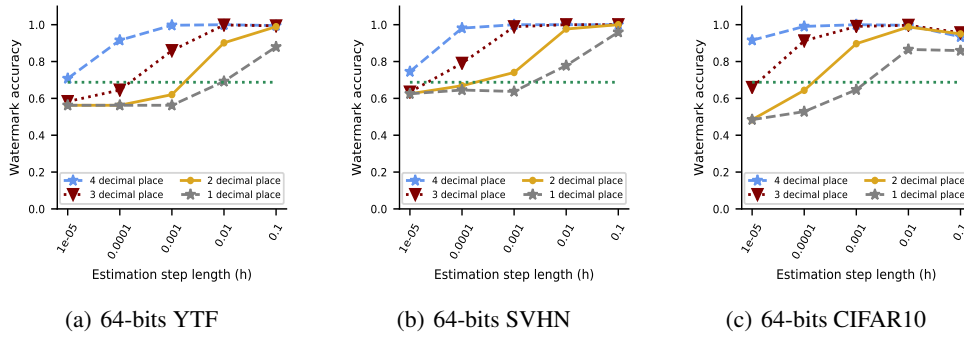 Watermark accuracy
1.0
0.8
0.6
0.4
0.2
0.0
4 decimal place
3 decimal place
2 decimal place
1 decimal place
1e-05
0.0001
0.001
0.01
0.1
Estimation step length (h)
(a) 64-bits YTF
Watermark accuracy
1.0
0.8
0.6
0.4
0.2
0.0
4 decimal place
3 decimal place
2 decimal place
1 decimal place
1e-05
0.0001
0.001
0.01
0.1
Estimation step length (h)
(b) 64-bits SVHN
Watermark accuracy
1.0
0.8
0.6
0.4
0.2
0.0
4 decimal place
3 decimal place
2 decimal place
1 decimal place
1e-05
0.0001
0.001
0.01
0.1
Estimation step length (h)
(c) 64-bits CIFAR10